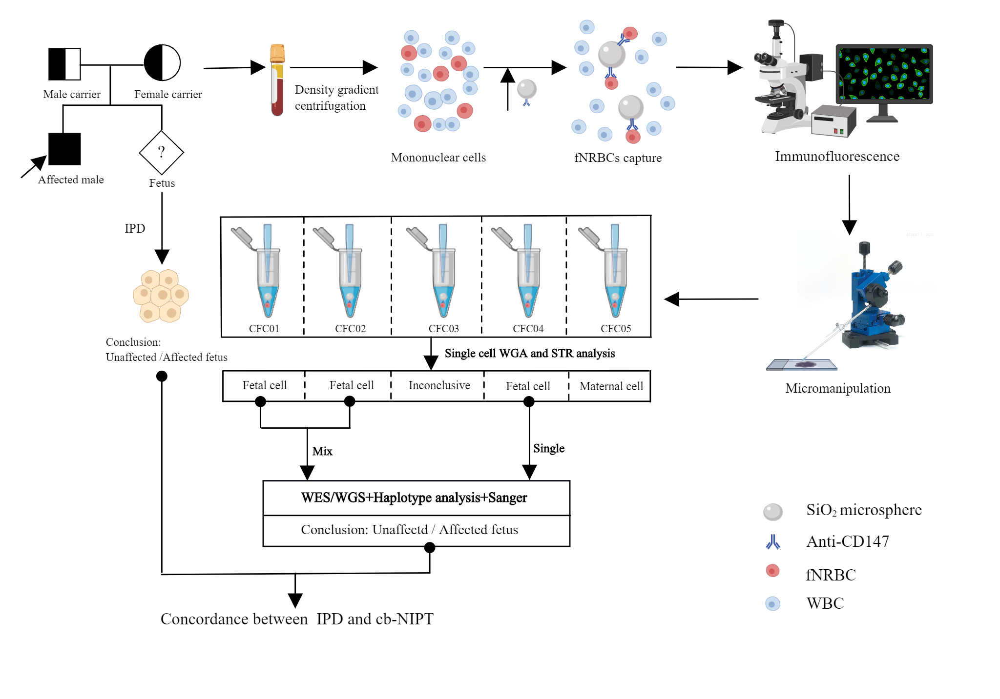 Male carrier
Female carrier
Affected male
?
Fetus
Density gradient
centrifugation
Mononuclear cells
fNRBCs capture
Immunofluorescence
IPD
Conclusion:
Unaffected /Affected fetus
CFC01
CFC02
CFC03
CFC04
CFC05
chem17.com
Micromanipulation
Single cell WGA and STR analysis
Fetal cell
Fetal cell
Inconclusive
Fetal cell
Maternal cell
Mix
Single
WES/WGS+Haplotype analysis+Sanger
Conclusion: Unaffectd / Affected fetus
Concordance between IPD and cb-NIPT
SiO₂ microsphere
Anti-CD147
fNRBC
WBC